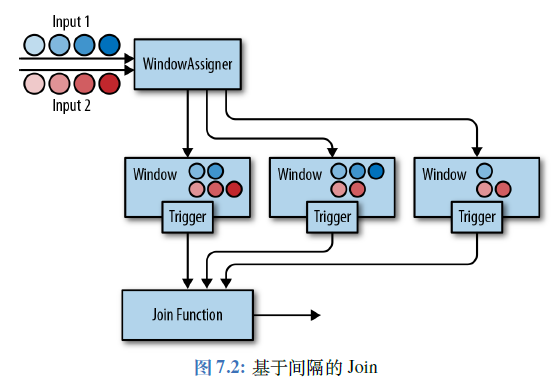 Input 1
WindowAssigner
Input 2
Window
Trigger
Window
Trigger
Window
Trigger
Join Function
图 7.2: 基于间隔的 Join